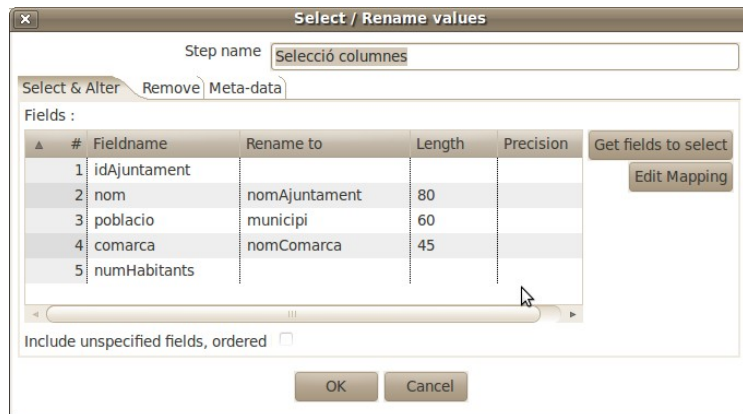 Select / Rename values
Step name Selecció columnes
Select & Alter Remove Meta-data
Fields :
# Fieldname Rename to Length Precision Get fields to select
1 idAjuntament
Edit Mapping
2 nom nomAjuntament 80
3 poblacio municipi 60
4 comarca nomComarca 45
5 numHabitants
Include unspecified fields, ordered
OK Cancel